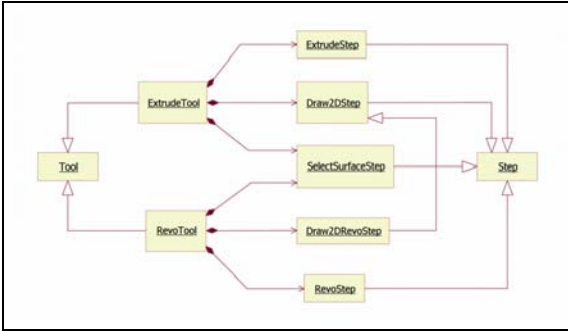 ExtrudeStep
ExtrudeTool
Draw2DStep
Tool
SelectSurfaceStep
Step
RevoTool
Draw2DRevoStep
RevoStep